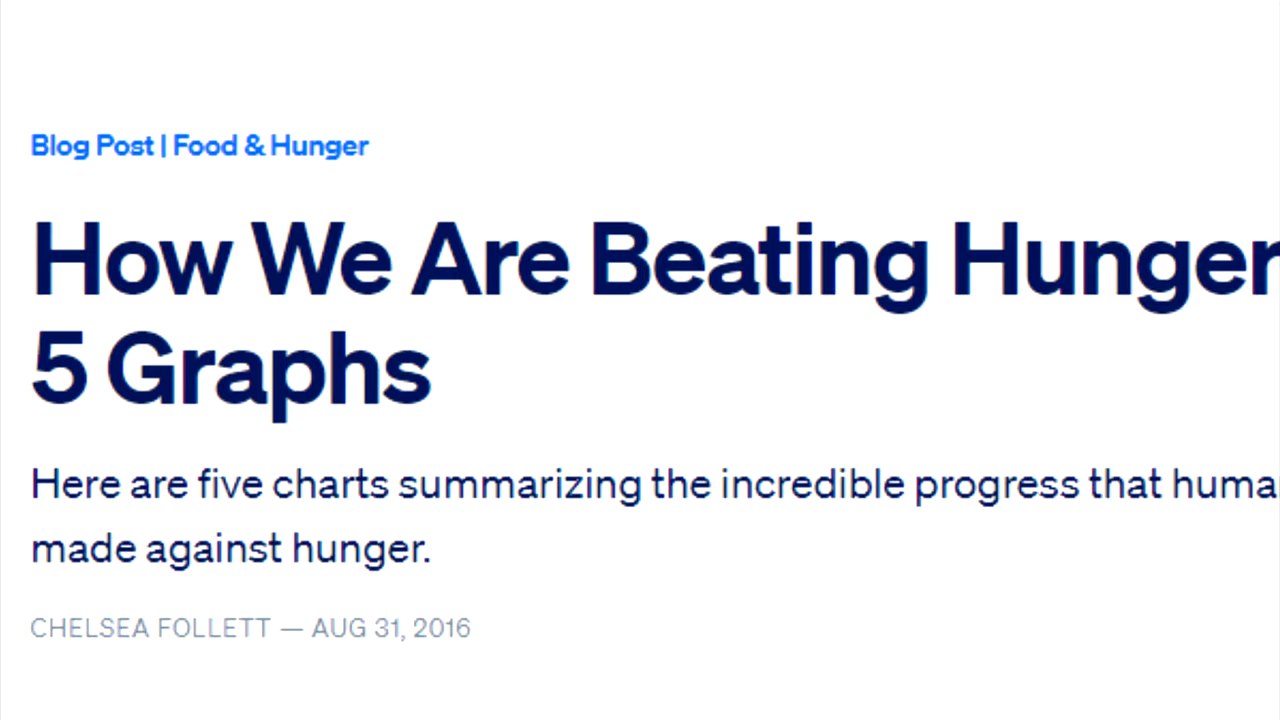 Blog Post | Food & Hunger
How We Are Beating Hunger
5 Graphs
Here are five charts summarizing the incredible progress that
made against hunger.
CHELSEA FOLLETT — AUG 31, 2016